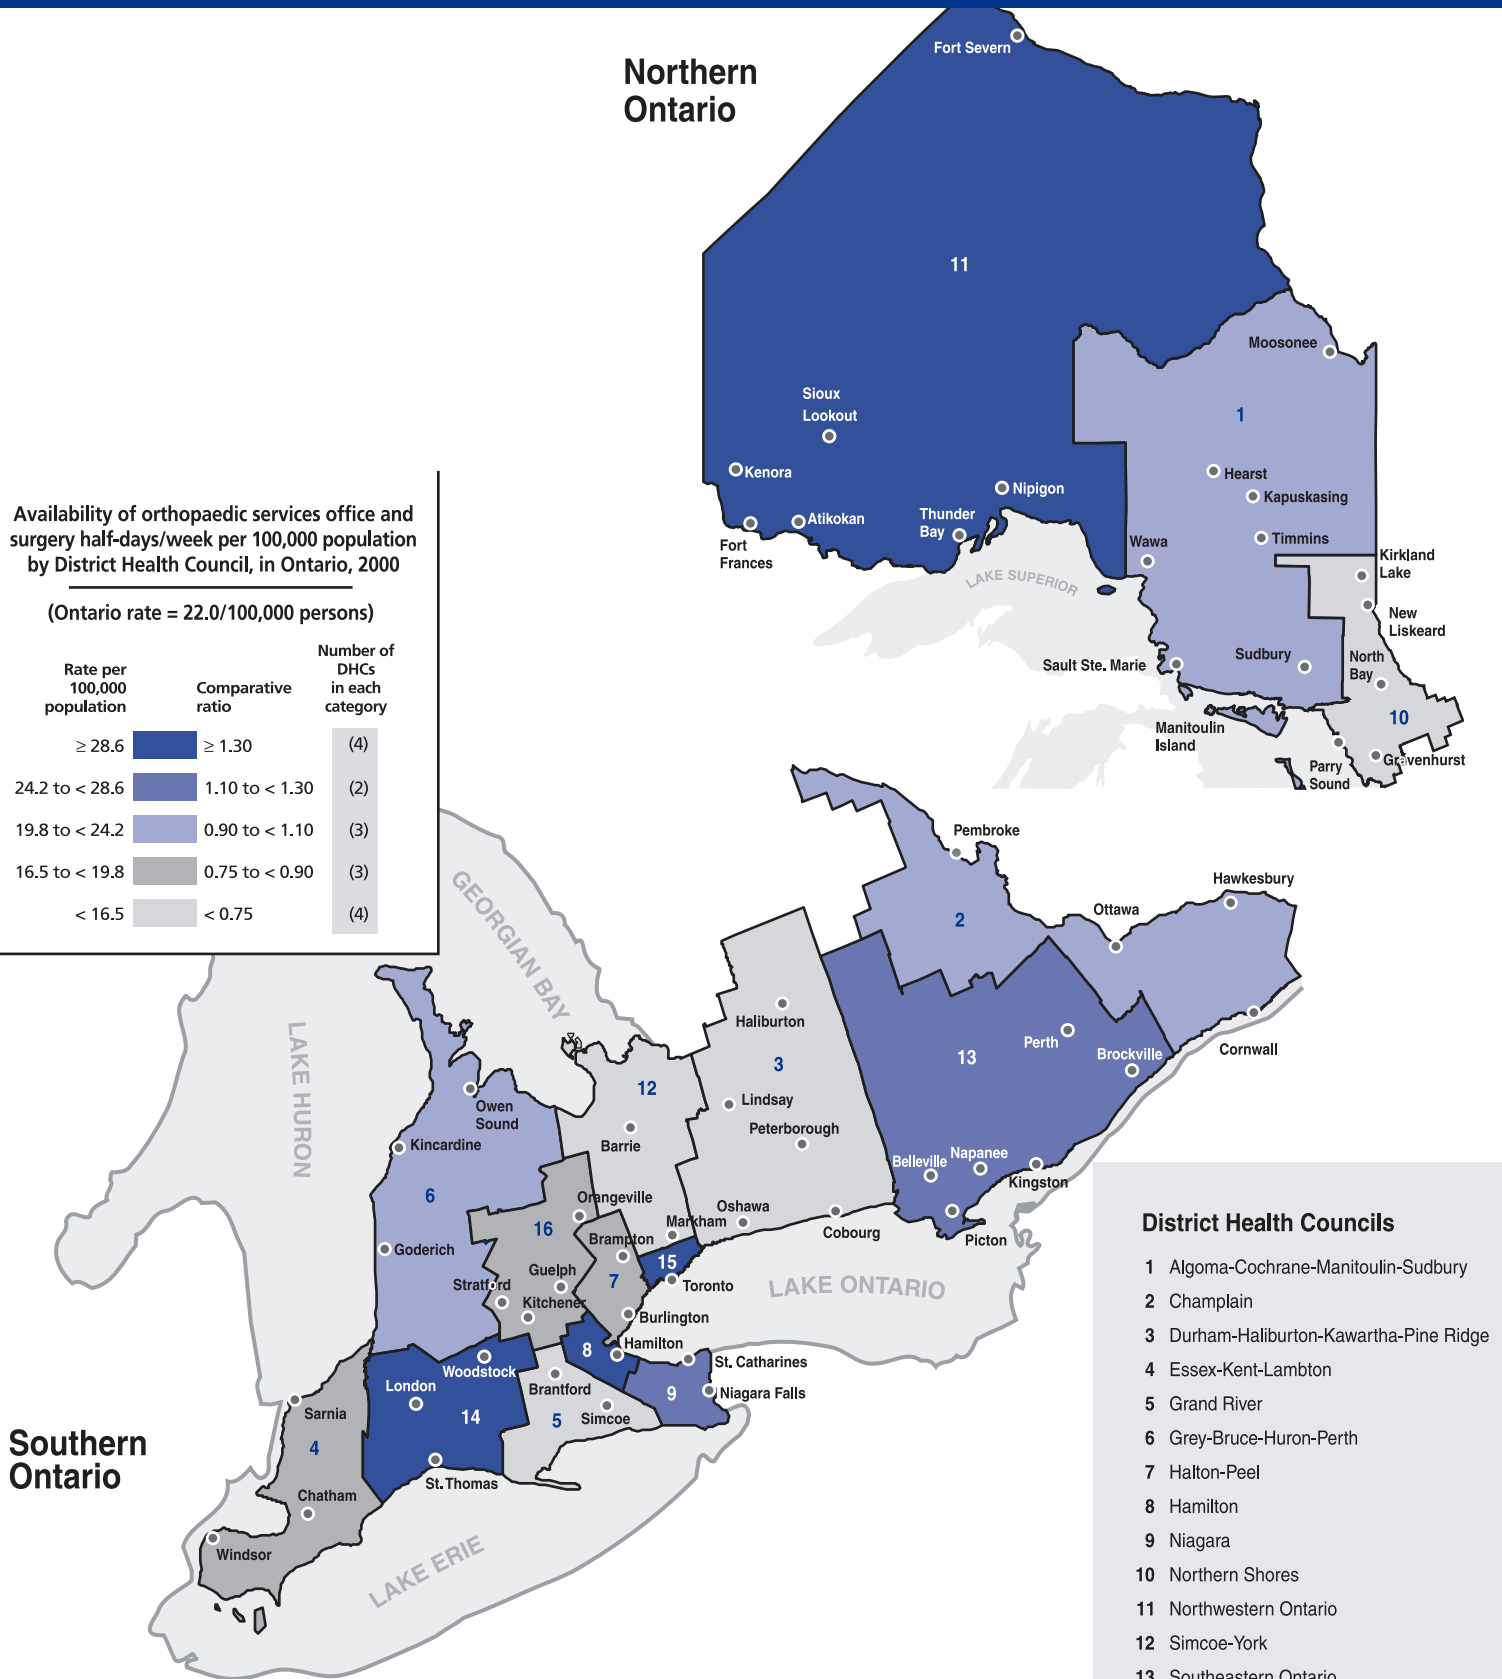 Northern
Ontario
Fort Severn
11
Moosonee
Sioux
Lookout
1
Kenora
Hearst
Nipigon
Kapuskasing
Atikokan
Thunder
Bay
Fort
Frances
Wawa
Timmins
Kirkland
Lake
LAKE SUPERIOR
New
Liskeard
Sault Ste. Marie
Sudbury
North
Bay
10
Manitoulin
Island
Parry
Sound
Gravenhurst
Availability of orthopaedic services office and
surgery half-days/week per 100,000 population
by District Health Council, in Ontario, 2000
(Ontario rate = 22.0/100,000 persons)
Rate per
100,000
population
Comparative
ratio
Number of
DHCs
in each
category
≥ 28.6 ≥ 1.30 (4)
24.2 to < 28.6 1.10 to < 1.30 (2)
19.8 to < 24.2 0.90 to < 1.10 (3)
16.5 to < 19.8 0.75 to < 0.90 (3)
< 16.5 < 0.75 (4)
Pembroke
Hawkesbury
Ottawa
2
GEORGIAN BAY
LAKE HURON
Haliburton
Perth
13
Brockville
Cornwall
3
12
Owen
Sound
Lindsay
Kincardine
Barrie
Peterborough
Belleville
Napanee
Kingston
6
Orangeville
Oshawa
Markham
Cobourg
Picton
16
Brampton
Goderich
15
Guelph
7
Stratford
Toronto
LAKE ONTARIO
Kitchener
Burlington
Hamilton
8
St. Catharines
Woodstock
London
Brantford
9
Niagara Falls
Sarnia
14
5
Simcoe
Southern
Ontario
4
St. Thomas
Chatham
Windsor
LAKE ERIE
District Health Councils
1 Algoma-Cochrane-Manitoulin-Sudbury
2 Champlain
3 Durham-Haliburton-Kawartha-Pine Ridge
4 Essex-Kent-Lambton
5 Grand River
6 Grey-Bruce-Huron-Perth
7 Halton-Peel
8 Hamilton
9 Niagara
10 Northern Shores
11 Northwestern Ontario
12 Simcoe-York
13 Southeastern Ontario